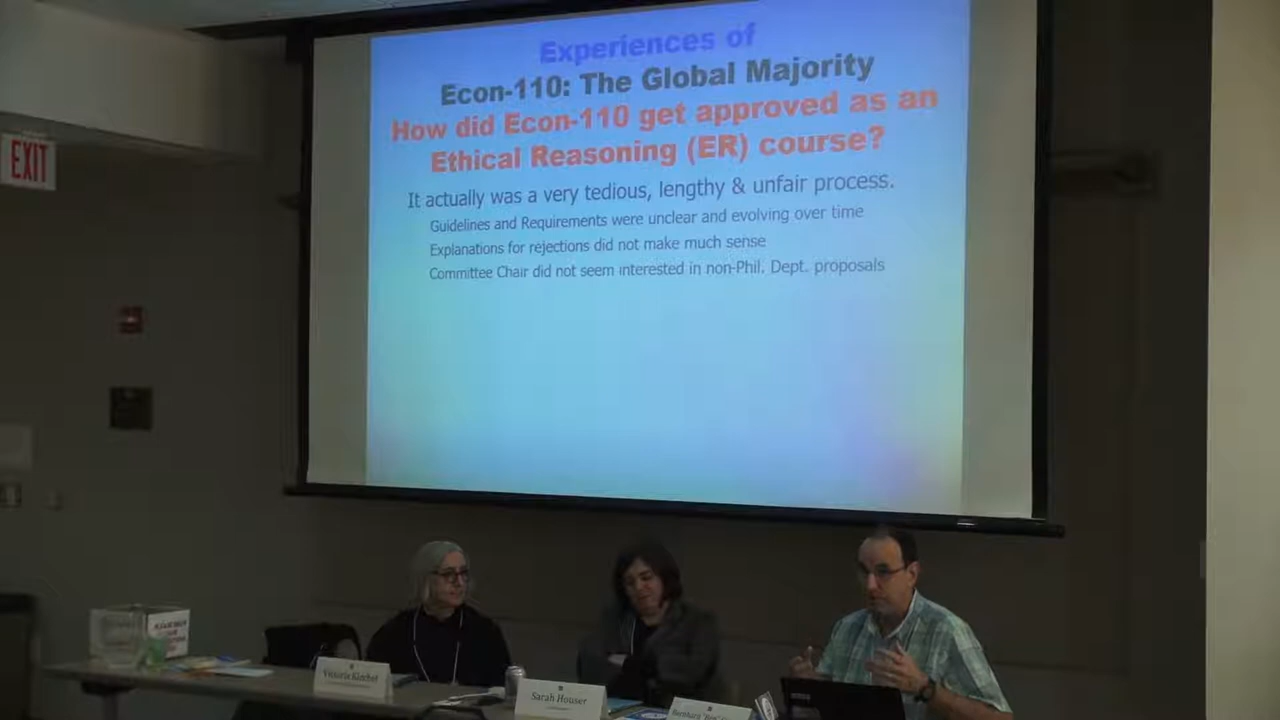 Experiences of
Econ-110: The Global Majority
How did Econ-110 get approved as an
Ethical Reasoning (ER) course?
It actually was a very tedious, lengthy & unfair process.
Guidelines and Requirements were unclear and evolving over time
Explanations for rejections did not make much sense
Committee Chair did not seem interested in non-Phil. Dept. proposals
EXIT
Sarah Houser